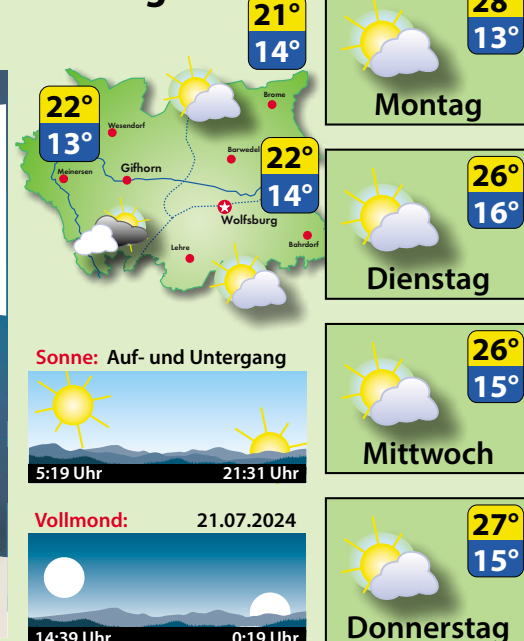 21°
14°
22°
13°
Wesendorf
Brome
Meinersen
Gifhorn
Barwedel
22°
14°
Wolfsburg
Lehre
Bahrdorf
Sonne: Auf- und Untergang
5:19 Uhr 21:31 Uhr
Vollmond: 21.07.2024
14:39 Uhr 0:19 Uhr
28°
13°
Montag
26°
16°
Dienstag
26°
15°
Mittwoch
27°
15°
Donnerstag